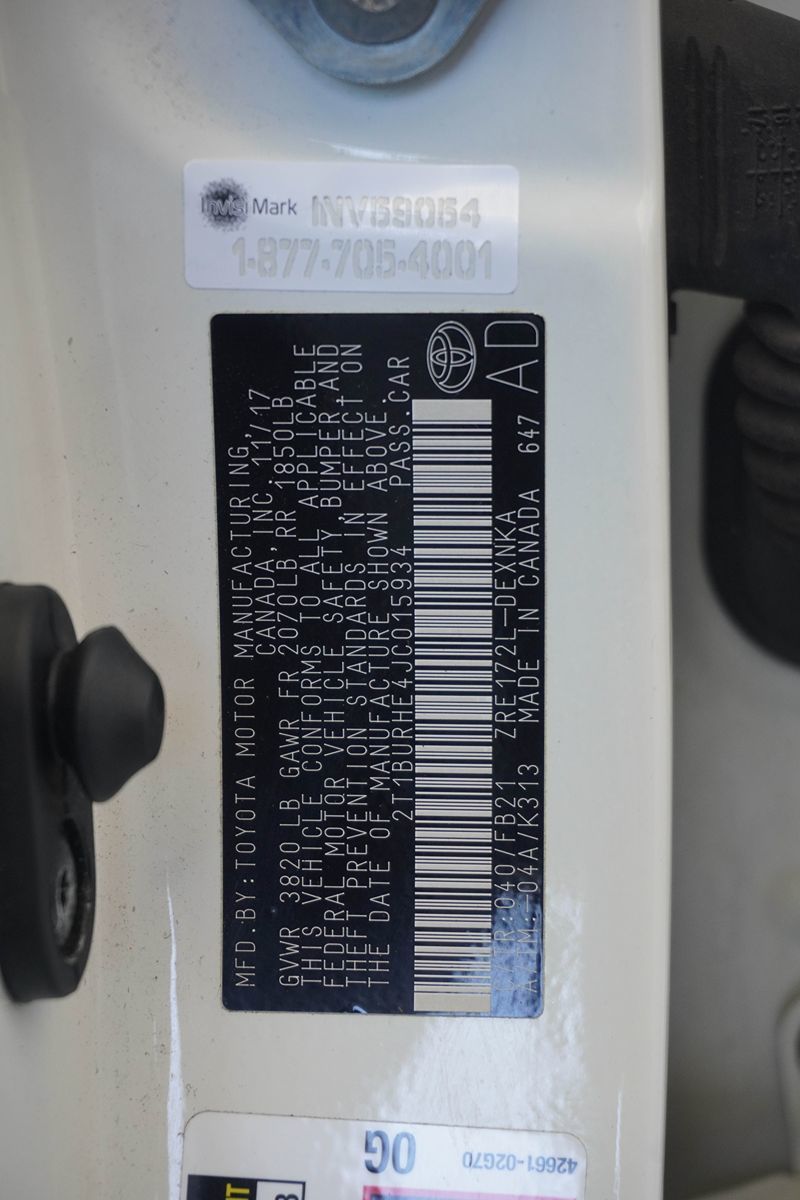 InvisiMark INV59054
1-877-705-4001
MFD.BY:TOYOTA MOTOR MANUFACTURING,
CANADA, INC. 11/17
GVWR 3820LB GAWR FR 2070LB RR 1850LB
THIS VEHICLE CONFORMS TO ALL APPLICABLE
FEDERAL MOTOR VEHICLE SAFETY, BUMPER, AND
THEFT PREVENTION STANDARDS IN EFFECT ON
THE DATE OF MANUFACTURE SHOWN ABOVE.
2T1BURHE4JC015934 PASS.CAR
C/TR:040/FB21 ZRE172L-DEXNKA
A/TM:-04A/K313 MADE IN CANADA 647
AD
0G
42661-02G70